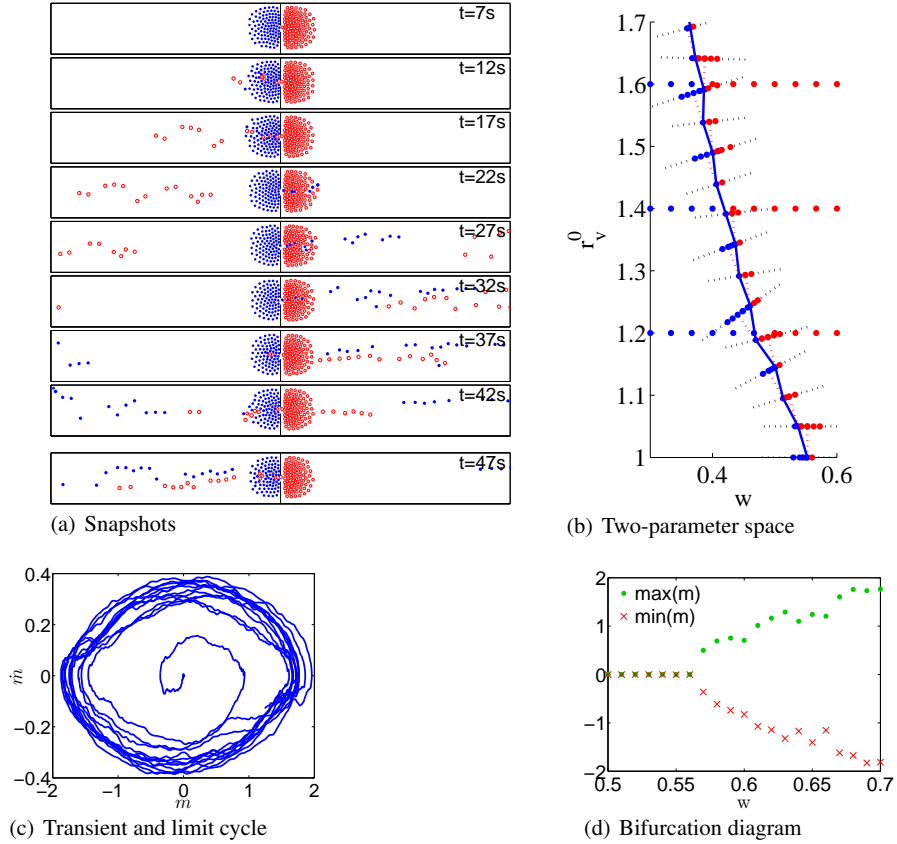 t=7s
t=12s
t=17s
t=22s
t=27s
t=32s
t=37s
t=42s
t=47s
(a) Snapshots
1.7
1.6
1.5
1.4
1.3
1.2
1.1
1
r_v^0
0.4
0.6
w
(b) Two-parameter space
0.4
0.2
0
−0.2
−0.4
ṁ
−2
−1
0
1
2
m
(c) Transient and limit cycle
2
1
0
−1
−2
max(m)
min(m)
0.5
0.55
0.6
0.65
0.7
w
(d) Bifurcation diagram